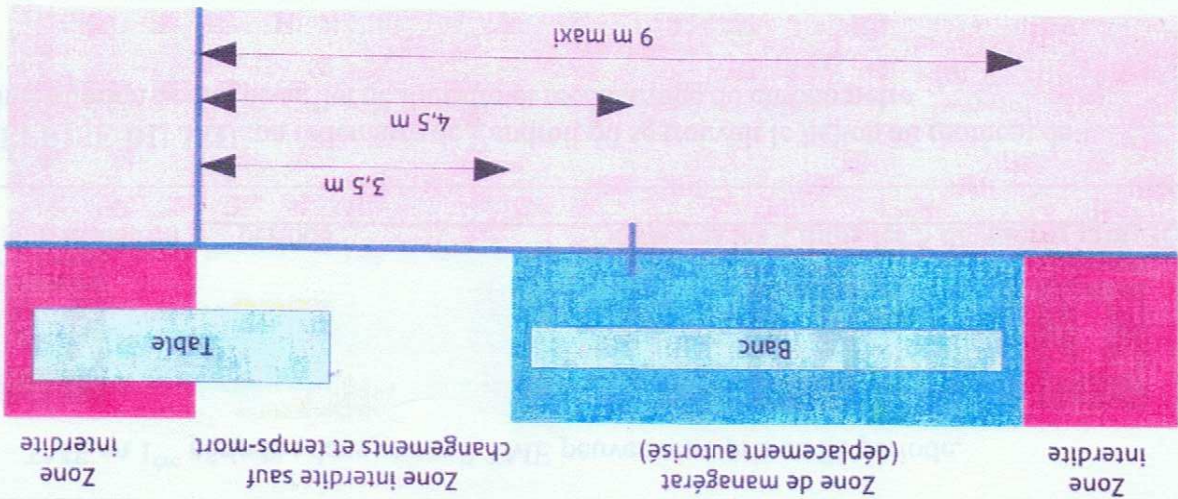 Zone
interdite
Zone de managérat
(déplacement autorisé)
Zone interdite sauf
changements et temps-mort
Zone
interdite
Banc
Table
3,5 m
4,5 m
9 m maxi